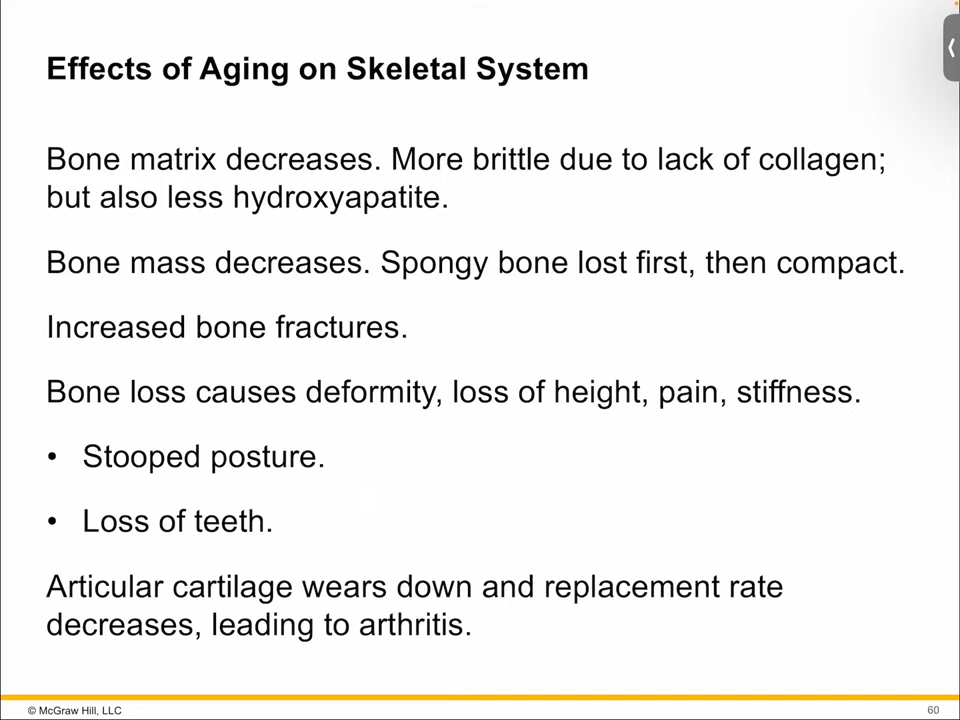 Effects of Aging on Skeletal System
Bone matrix decreases. More brittle due to lack of collagen;
but also less hydroxyapatite.
Bone mass decreases. Spongy bone lost first, then compact.
Increased bone fractures.
Bone loss causes deformity, loss of height, pain, stiffness.
• Stooped posture.
• Loss of teeth.
Articular cartilage wears down and replacement rate
decreases, leading to arthritis.
© McGraw Hill, LLC
60